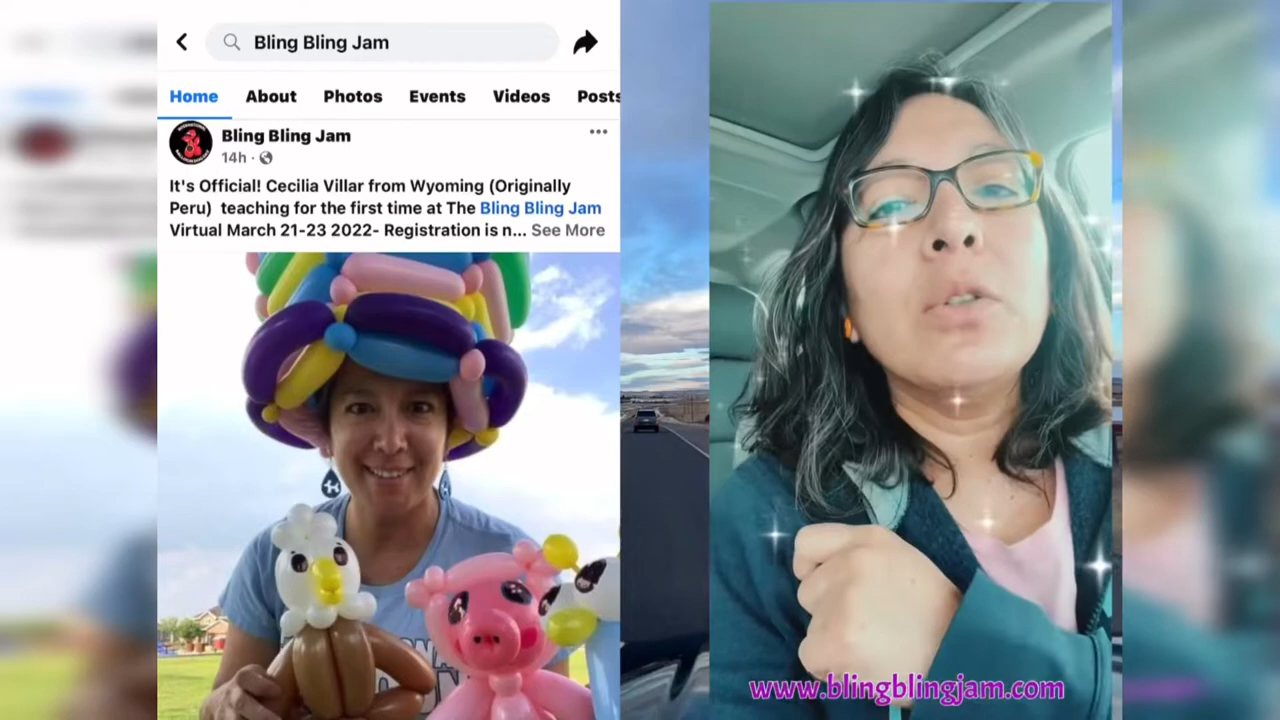 Bling Bling Jam
Home About Photos Events Videos Posts
Bling Bling Jam
14h
It's Official! Cecilia Villar from Wyoming (Originally
Peru) teaching for the first time at The Bling Bling Jam
Virtual March 21-23 2022- Registration is n... See More
www.blingblingjam.com